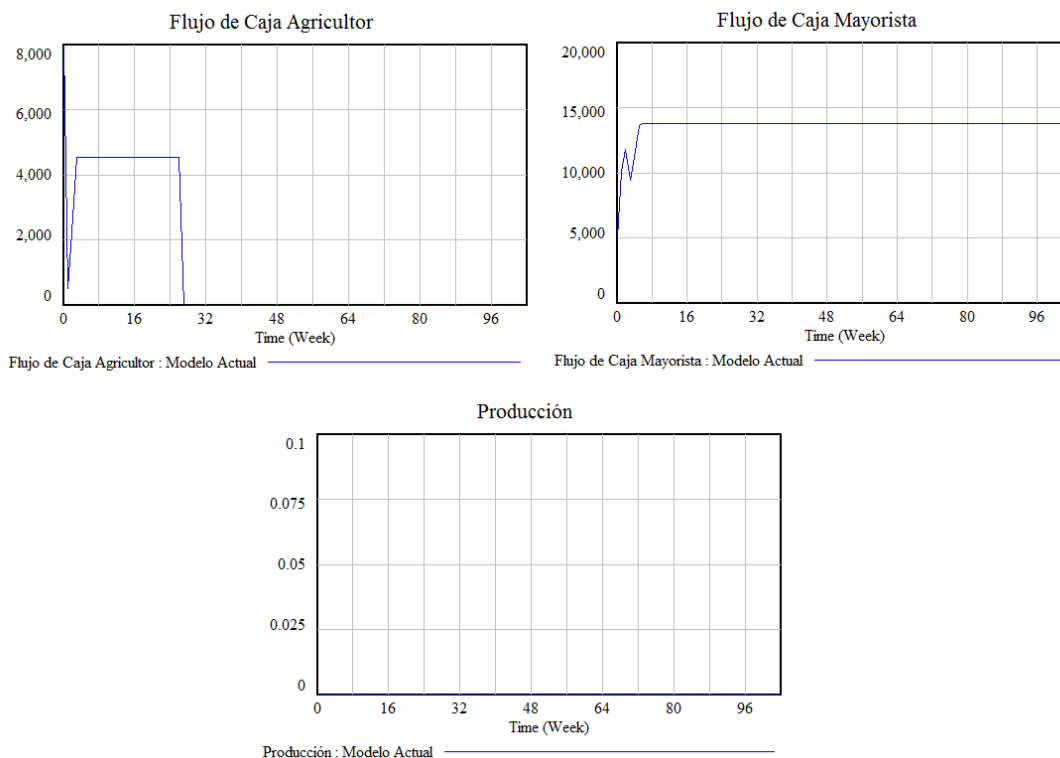 Flujo de Caja Agricultor
8,000
6,000
4,000
2,000
0
0 16 32 48 64 80 96
Time (Week)
Flujo de Caja Agricultor : Modelo Actual
Flujo de Caja Mayorista
20,000
15,000
10,000
5,000
0
0 16 32 48 64 80 96
Time (Week)
Flujo de Caja Mayorista : Modelo Actual
Producción
0.1
0.075
0.05
0.025
0
0 16 32 48 64 80 96
Time (Week)
Producción : Modelo Actual